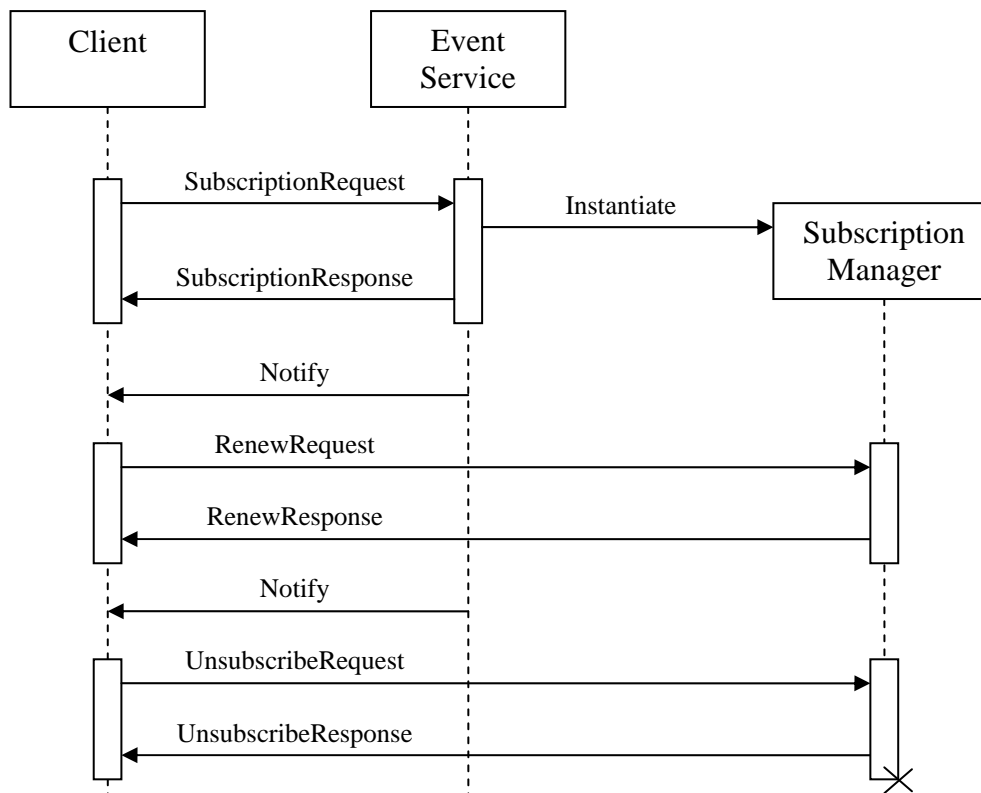 Client
Event
Service
SubscriptionRequest
Instantiate
Subscription
Manager
SubscriptionResponse
Notify
RenewRequest
RenewResponse
Notify
UnsubscribeRequest
UnsubscribeResponse